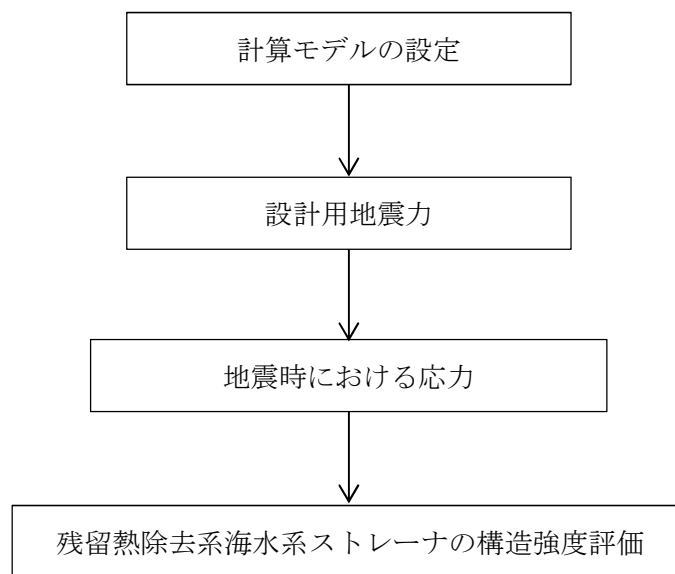 計算モデルの設定
設計用地震力
地震時における応力
残留熱除去系海水系ストレーナの構造強度評価